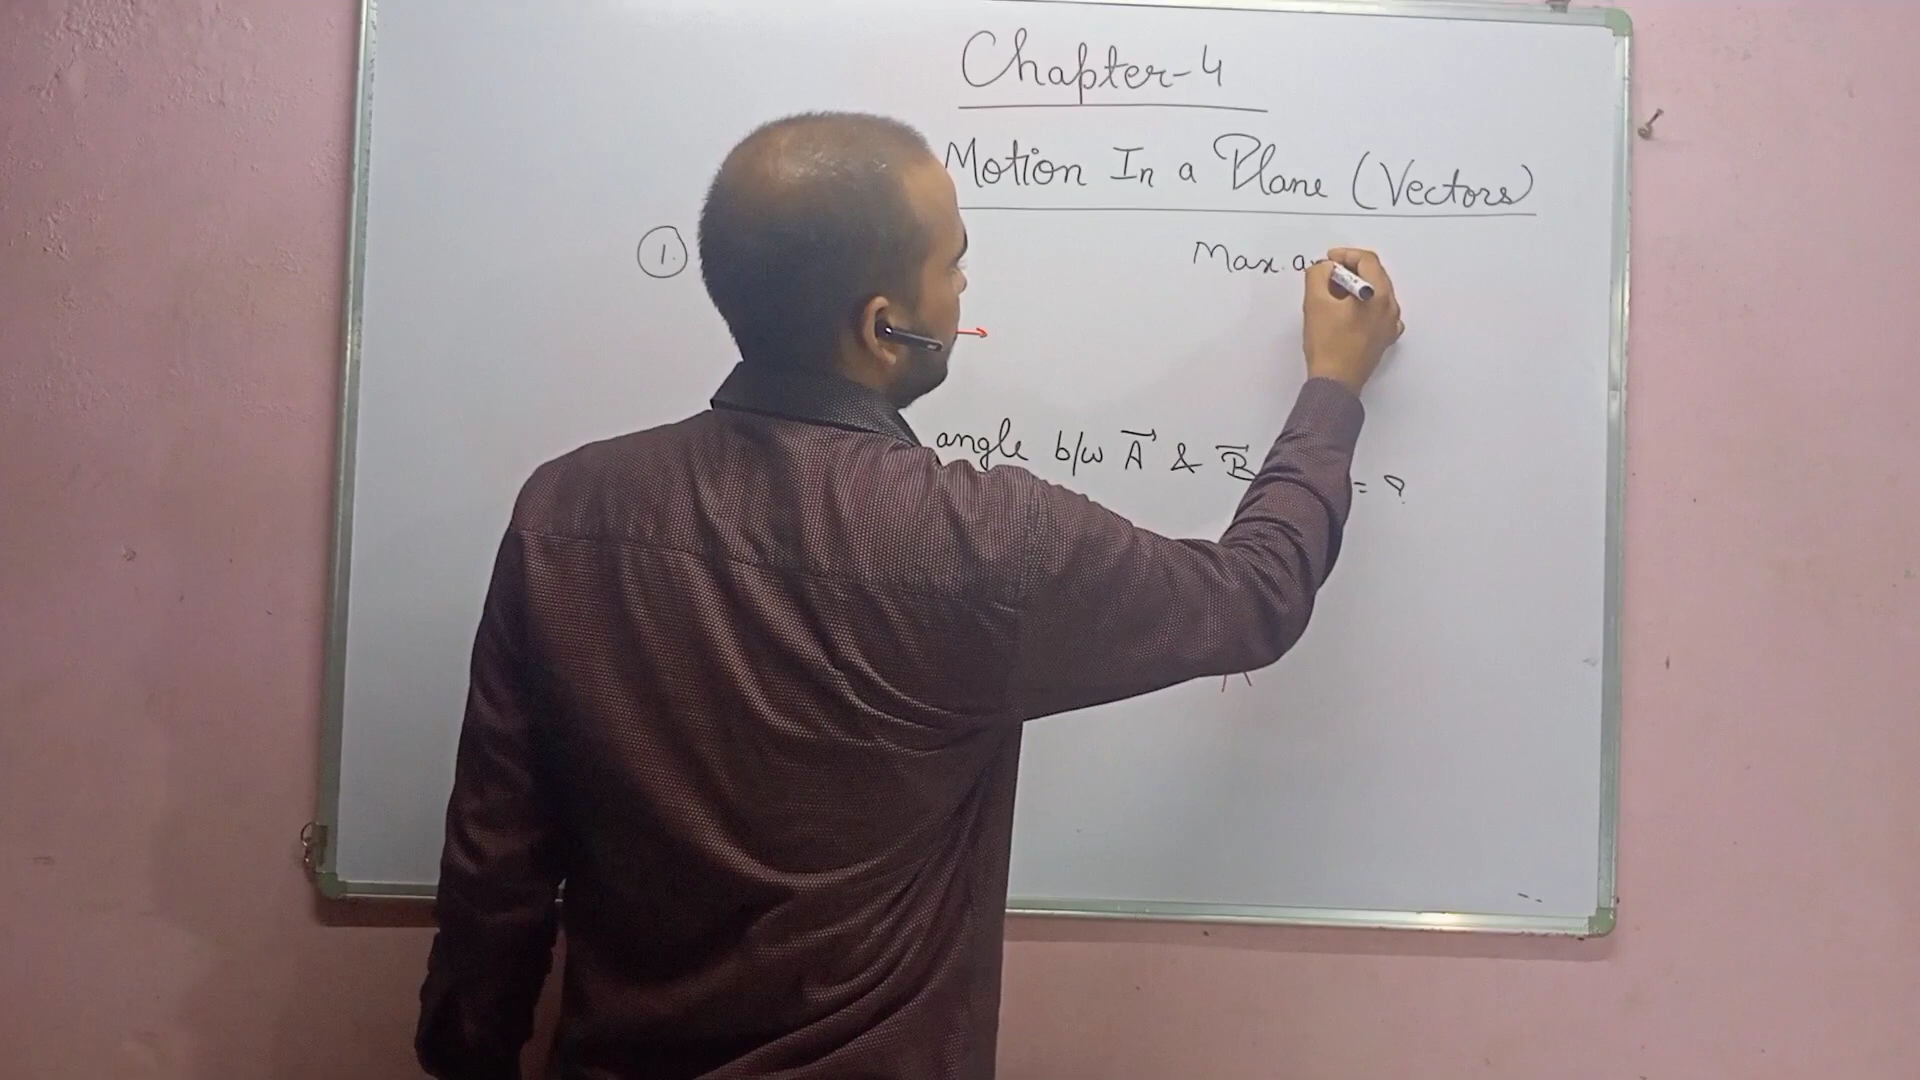 Chapter-4
Motion In a Plane (Vectors)
1.
Max.
angle b/w A⃗ & B⃗ = ?